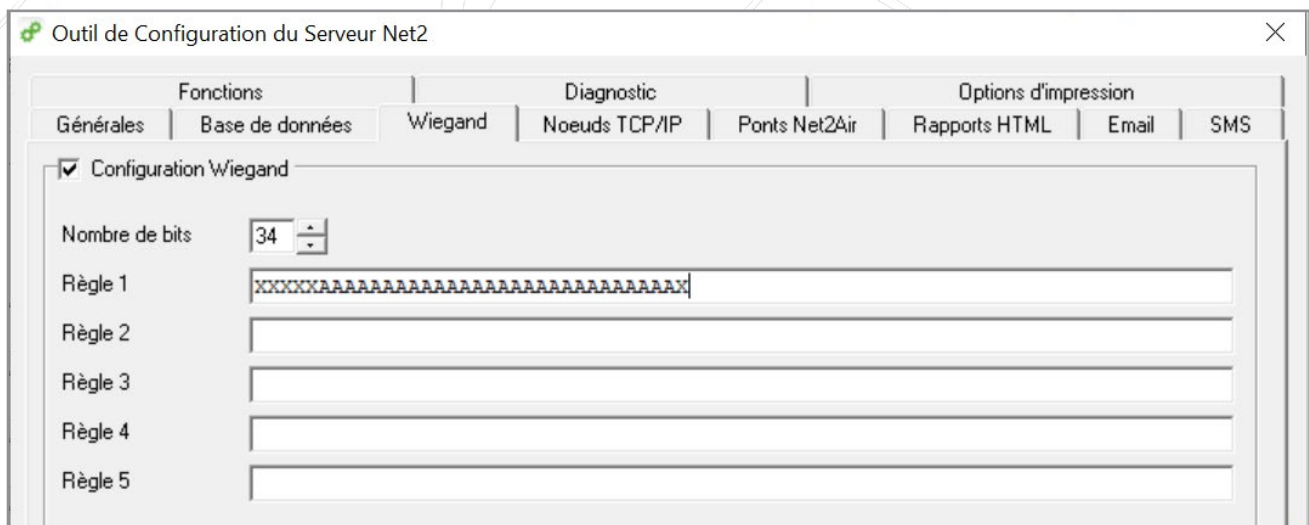 Outil de Configuration du Serveur Net2
Fonctions Diagnostic Options d'impression
Générales Base de données Wiegand Noeuds TCP/IP Ponts Net2Air Rapports HTML Email SMS
Configuration Wiegand
Nombre de bits 34
Règle 1 XXXXXAAAAAAAAAAAAAAAAAAAAAAAAAAAAX
Règle 2
Règle 3
Règle 4
Règle 5